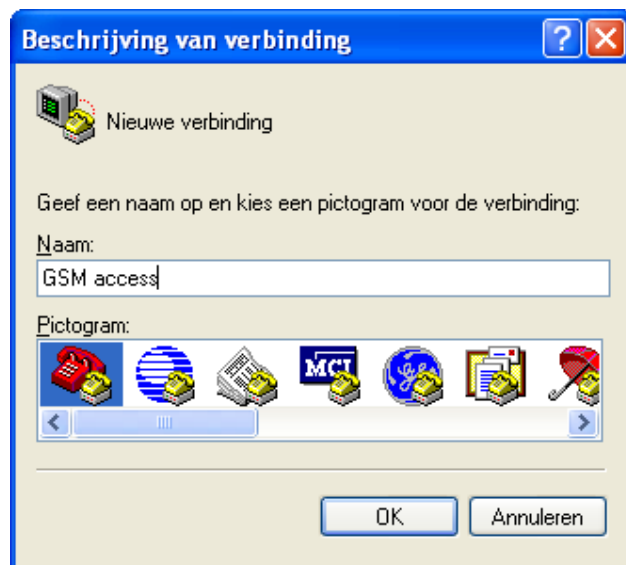 Beschrijving van verbinding
Nieuwe verbinding
Geef een naam op en kies een pictogram voor de verbinding:
Naam:
GSM access
Pictogram:
MCI
OK
Annuleren